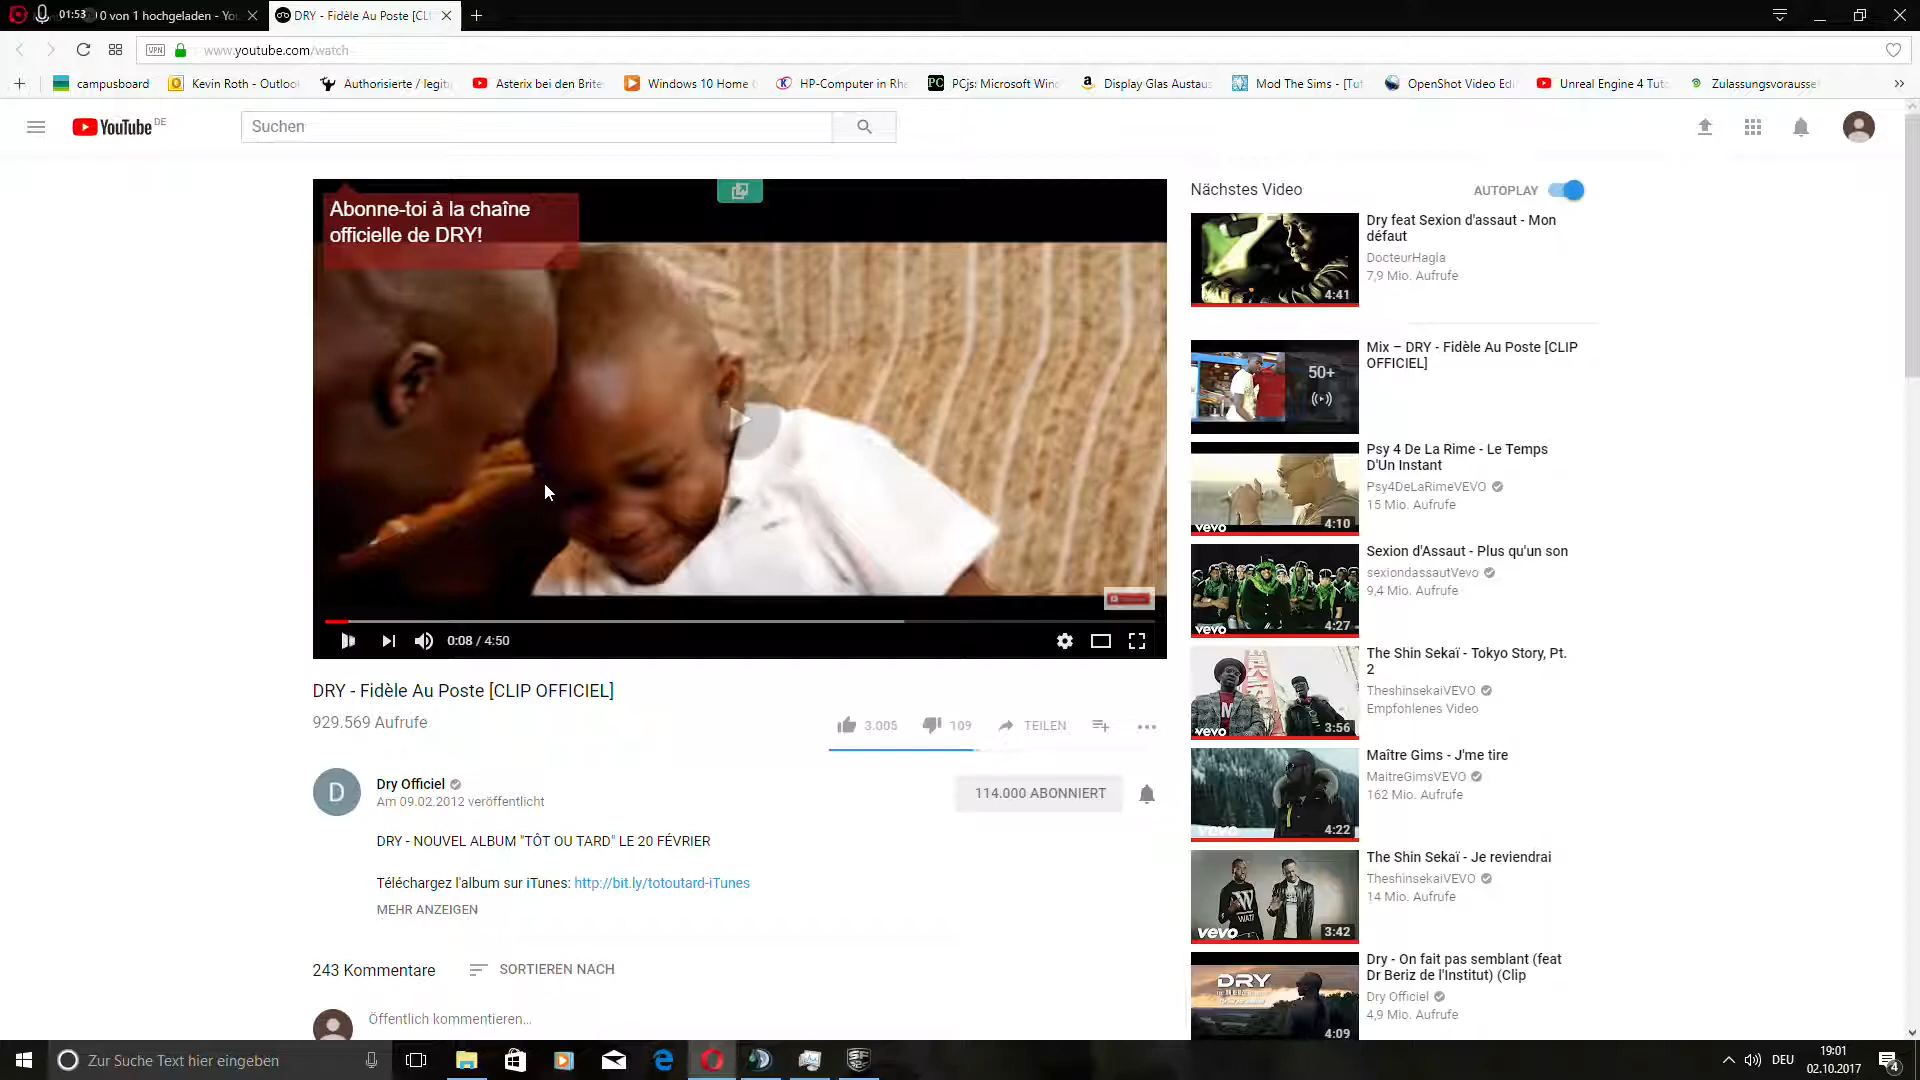 01:53
0 von 1 hochgeladen - You
DRY - Fidèle Au Poste [CL
VPN
www.youtube.com/watch
campusboard
Kevin Roth - Outloo
Authorisierte / legit
Asterix bei den Brite
Windows 10 Home
HP-Computer in Rh
PCjs: Microsoft Win
Display Glas Austaus
Mod The Sims - [Tut
OpenShot Video Edi
Unreal Engine 4 Tuto
Zulassungsvorausse
YouTube DE
Suchen
Abonne-toi à la chaîne
officielle de DRY!
0:08 / 4:50
DRY - Fidèle Au Poste [CLIP OFFICIEL]
929.569 Aufrufe
3.005
109
TEILEN
D
Dry Officiel
Am 09.02.2012 veröffentlicht
114.000 ABONNIERT
DRY - NOUVEL ALBUM "TÔT OU TARD" LE 20 FÉVRIER
Téléchargez l'album sur iTunes: http://bit.ly/totoutard-iTunes
MEHR ANZEIGEN
243 Kommentare
SORTIEREN NACH
Öffentlich kommentieren...
Nächstes Video
AUTOPLAY
4:41
Dry feat Sexion d'assaut - Mon
défaut
DocteurHagla
7,9 Mio. Aufrufe
50+
Mix – DRY - Fidèle Au Poste [CLIP
OFFICIEL]
vevo
4:10
Psy 4 De La Rime - Le Temps
D'Un Instant
Psy4DeLaRimeVEVO
15 Mio. Aufrufe
vevo
4:27
Sexion d'Assaut - Plus qu'un son
sexiondassautVevo
9,4 Mio. Aufrufe
vevo
3:56
The Shin Sekaï - Tokyo Story, Pt.
2
TheshinsekaiVEVO
Empfohlenes Video
vevo
4:22
Maître Gims - J'me tire
MaitreGimsVEVO
162 Mio. Aufrufe
vevo
3:42
The Shin Sekaï - Je reviendrai
TheshinsekaiVEVO
14 Mio. Aufrufe
DRY
4:09
Dry - On fait pas semblant (feat
Dr Beriz de l'Institut) (Clip
Dry Officiel
4,9 Mio. Aufrufe
Zur Suche Text hier eingeben
DEU
19:01
02.10.2017
4